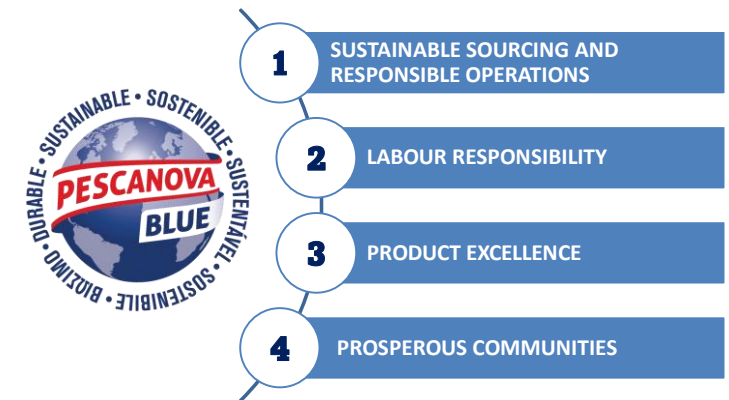 SUSTAINABLE • SOSTENIBLE • SUSTENTÁVEL • SOSTENIBILE • ΒΙΩΣΙΜΟ • DURABLE •
PESCANOVA
BLUE
1
SUSTAINABLE SOURCING AND
RESPONSIBLE OPERATIONS
2
LABOUR RESPONSIBILITY
3
PRODUCT EXCELLENCE
4
PROSPEROUS COMMUNITIES